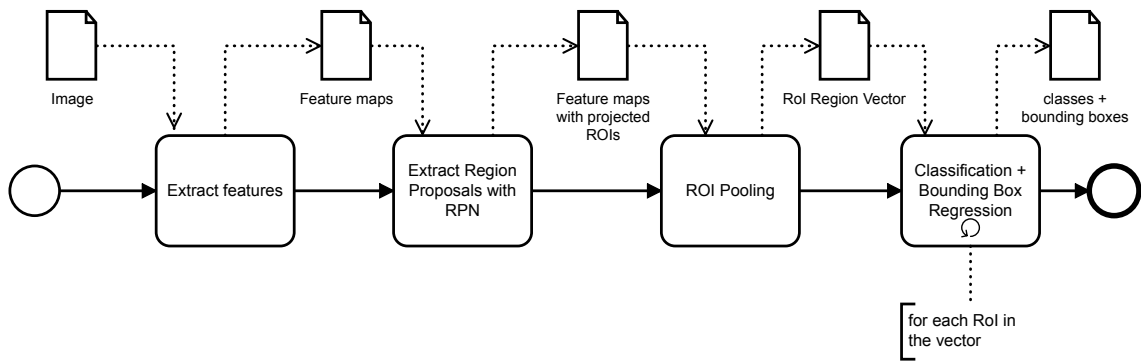 Image
Feature maps
Feature maps
with projected
ROIs
RoI Region Vector
classes +
bounding boxes
Extract features
Extract Region
Proposals with
RPN
ROI Pooling
Classification +
Bounding Box
Regression
for each RoI in
the vector